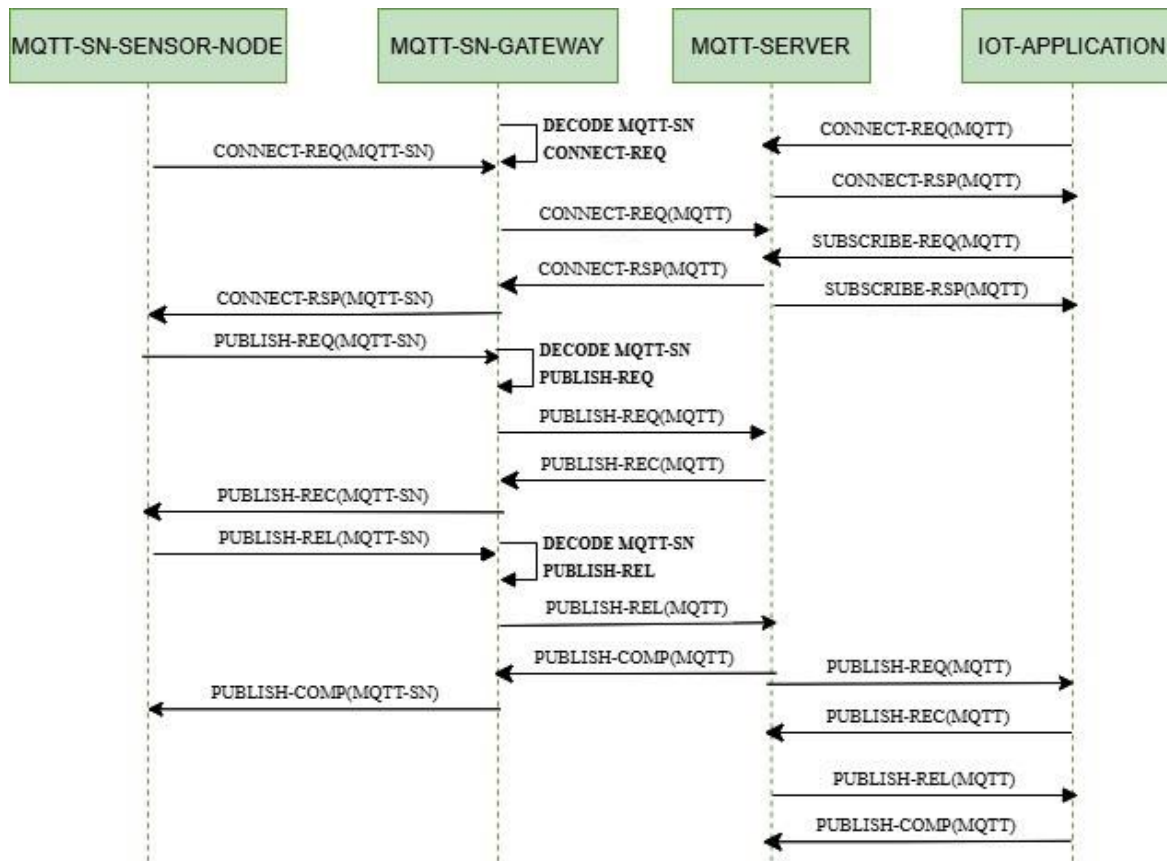 MQTT-SN-SENSOR-NODE
MQTT-SN-GATEWAY
MQTT-SERVER
IOT-APPLICATION
DECODE MQTT-SN
CONNECT-REQ
CONNECT-REQ(MQTT)
CONNECT-REQ(MQTT-SN)
CONNECT-RSP(MQTT)
CONNECT-REQ(MQTT)
SUBSCRIBE-REQ(MQTT)
CONNECT-RSP(MQTT)
SUBSCRIBE-RSP(MQTT)
CONNECT-RSP(MQTT-SN)
PUBLISH-REQ(MQTT-SN)
DECODE MQTT-SN
PUBLISH-REQ
PUBLISH-REQ(MQTT)
PUBLISH-REC(MQTT)
PUBLISH-REC(MQTT-SN)
PUBLISH-REL(MQTT-SN)
DECODE MQTT-SN
PUBLISH-REL
PUBLISH-REL(MQTT)
PUBLISH-COMP(MQTT)
PUBLISH-REQ(MQTT)
PUBLISH-COMP(MQTT-SN)
PUBLISH-REC(MQTT)
PUBLISH-REL(MQTT)
PUBLISH-COMP(MQTT)